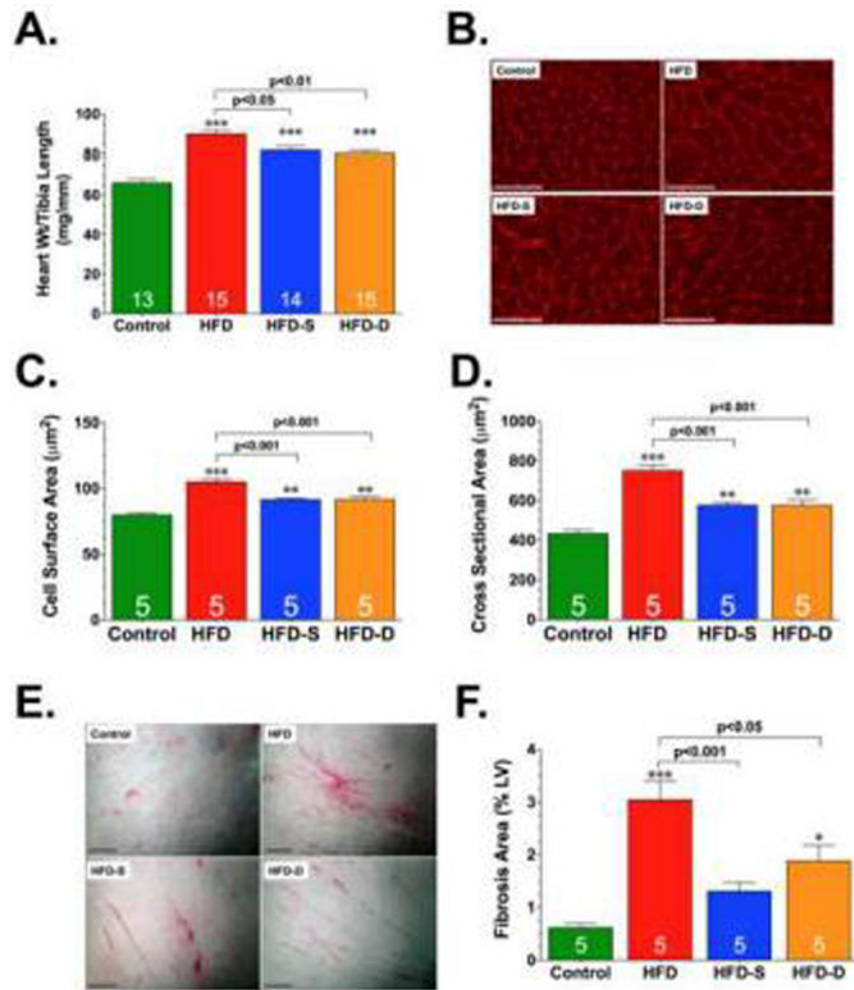 A.
p<0.01
p<0.05
*** *** ***
100
80
60
40
20
0
Heart Wt/Tibia Length
(mg/mm)
13 15 14 15
Control HFD HFD-S HFD-D
B.
Control HFD
HFD-S HFD-D
C.
p<0.001
p<0.001
*** ** **
150
100
50
0
Cell Surface Area (μm²)
5 5 5 5
Control HFD HFD-S HFD-D
D.
p<0.001
p<0.001
*** ** **
1000
800
600
400
200
0
Cross Sectional Area (μm²)
5 5 5 5
Control HFD HFD-S HFD-D
E.
Control HFD
HFD-S HFD-D
F.
p<0.05
p<0.001
*** *
4
3
2
1
0
Fibrosis Area (% LV)
5 5 5 5
Control HFD HFD-S HFD-D